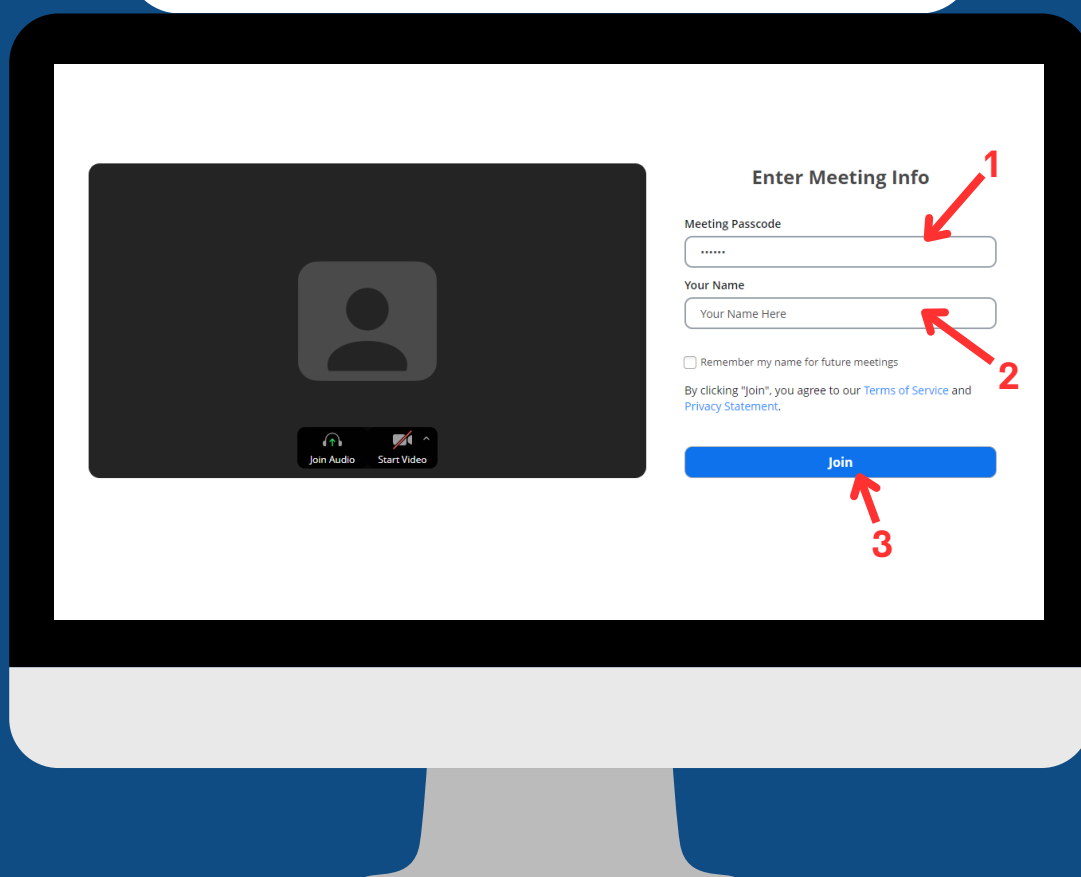 Enter Meeting Info
1
Meeting Passcode
••••••
Your Name
Your Name Here
2
Remember my name for future meetings
By clicking "Join", you agree to our Terms of Service and
Privacy Statement.
Join Audio
Start Video
Join
3